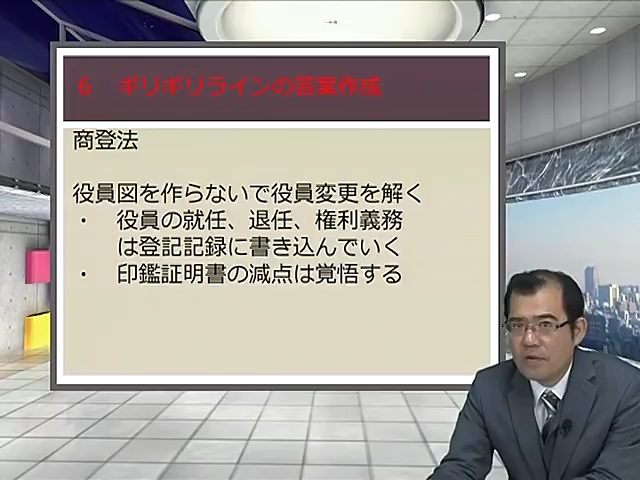 6 ギリギリラインの答案作成
商登法
役員図を作らないで役員変更を解く
・ 役員の就任、退任、権利義務
は登記記録に書き込んでいく
・ 印鑑証明書の減点は覚悟する